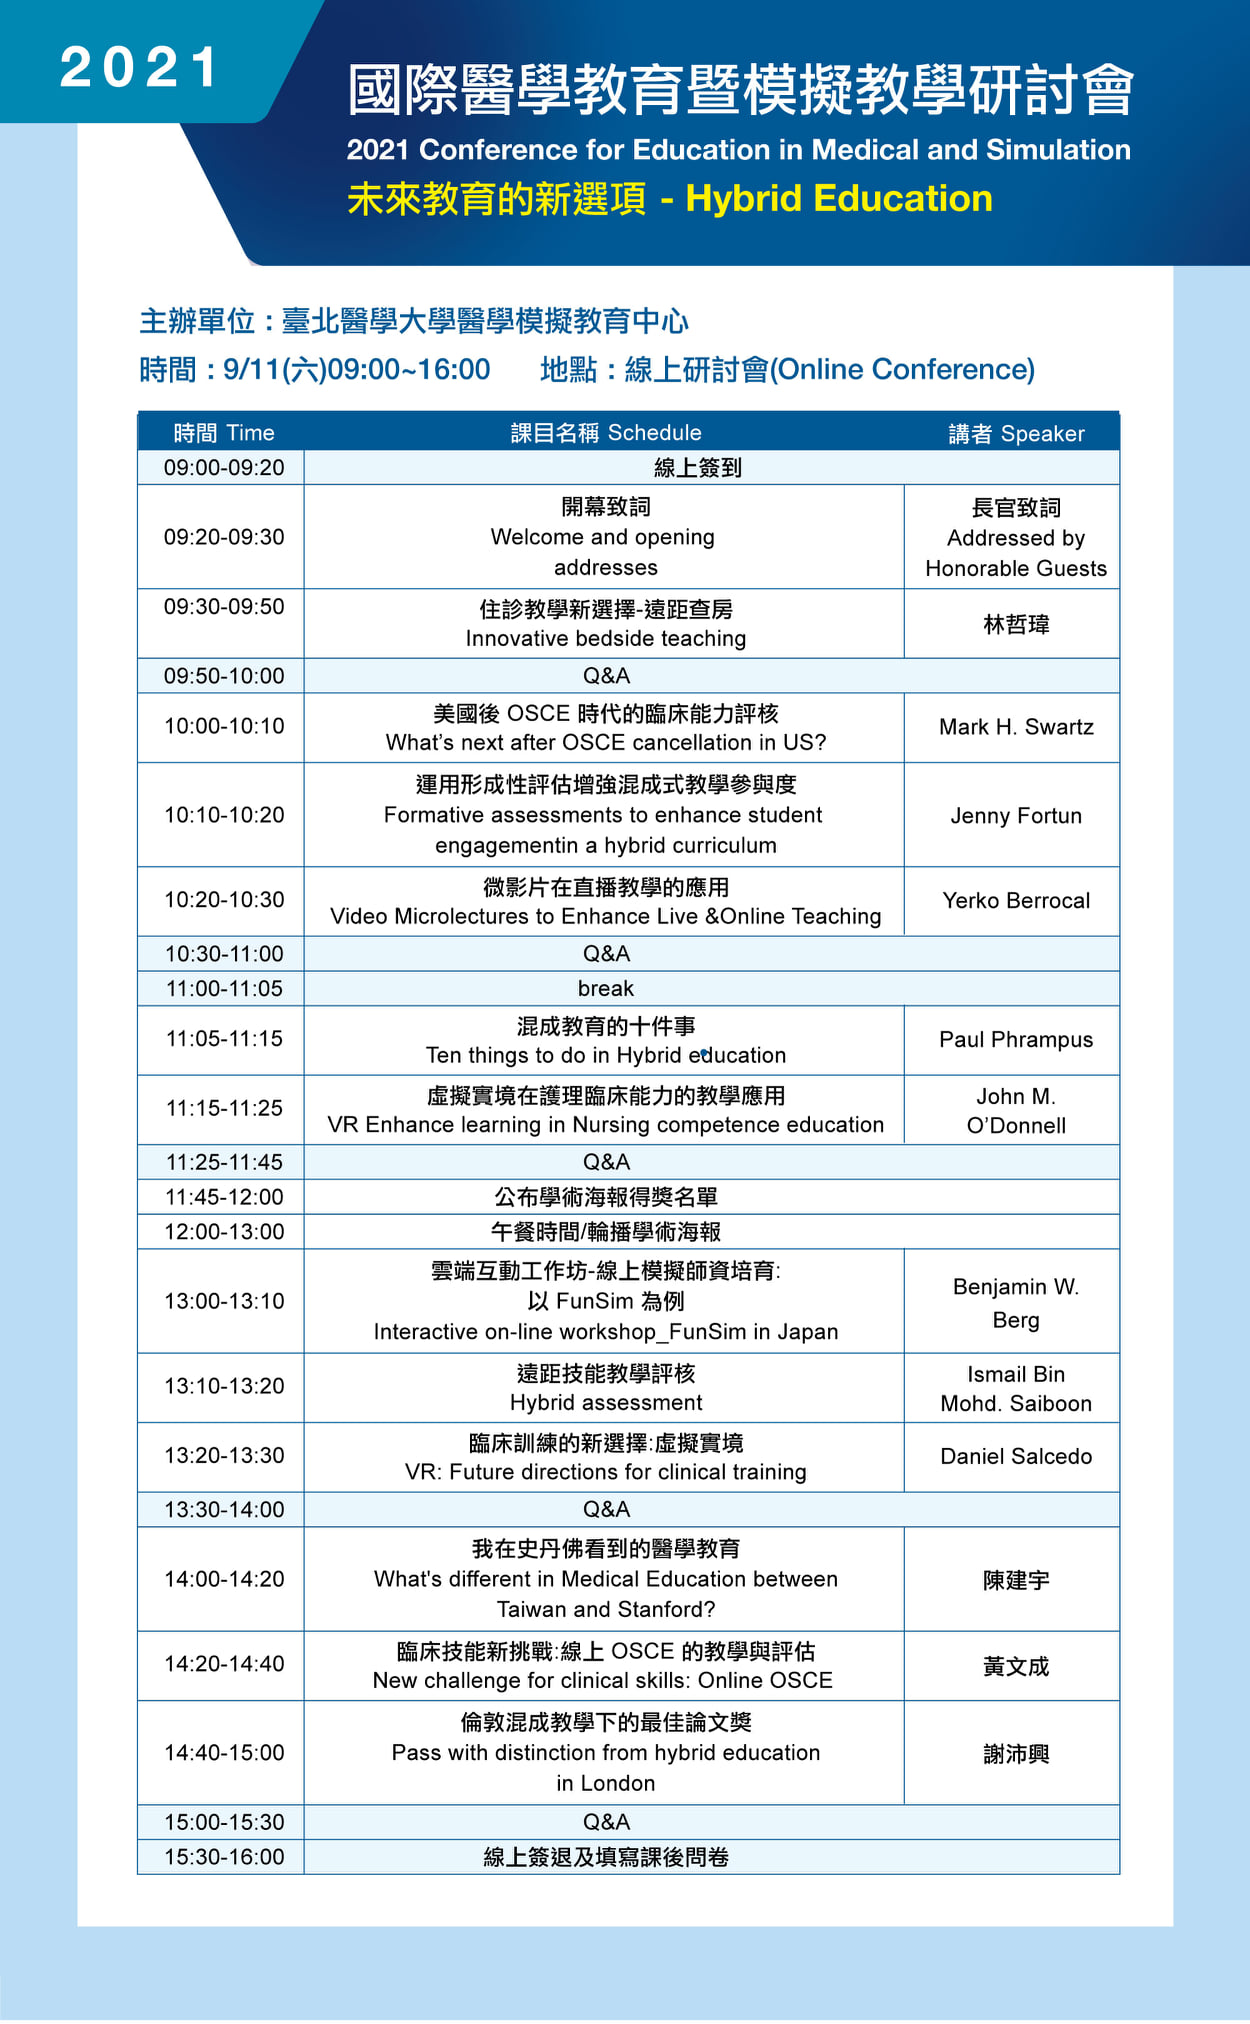 2021
國際醫學教育暨模擬教學研討會
2021 Conference for Education in Medical and Simulation
未來教育的新選項 - Hybrid Education
主辦單位：臺北醫學大學醫學模擬教育中心
時間：9/11(六)09:00~16:00 地點：線上研討會(Online Conference)
時間 Time 課目名稱 Schedule 講者 Speaker
09:00-09:20 線上簽到
09:20-09:30
開幕致詞
Welcome and opening
addresses
長官致詞
Addressed by
Honorable Guests
09:30-09:50
住診教學新選擇-遠距查房
Innovative bedside teaching
林哲瑋
09:50-10:00 Q&A
10:00-10:10
美國後 OSCE 時代的臨床能力評核
What’s next after OSCE cancellation in US?
Mark H. Swartz
10:10-10:20
運用形成性評估增強混成式教學參與度
Formative assessments to enhance student
engagementin a hybrid curriculum
Jenny Fortun
10:20-10:30
微影片在直播教學的應用
Video Microlectures to Enhance Live &Online Teaching
Yerko Berrocal
10:30-11:00 Q&A
11:00-11:05 break
11:05-11:15
混成教育的十件事
Ten things to do in Hybrid education
Paul Phrampus
11:15-11:25
虛擬實境在護理臨床能力的教學應用
VR Enhance learning in Nursing competence education
John M.
O’Donnell
11:25-11:45 Q&A
11:45-12:00 公布學術海報得獎名單
12:00-13:00 午餐時間/輪播學術海報
13:00-13:10
雲端互動工作坊-線上模擬師資培育:
以 FunSim 為例
Interactive on-line workshop_FunSim in Japan
Benjamin W.
Berg
13:10-13:20
遠距技能教學評核
Hybrid assessment
Ismail Bin
Mohd. Saiboon
13:20-13:30
臨床訓練的新選擇:虛擬實境
VR: Future directions for clinical training
Daniel Salcedo
13:30-14:00 Q&A
14:00-14:20
我在史丹佛看到的醫學教育
What's different in Medical Education between
Taiwan and Stanford?
陳建宇
14:20-14:40
臨床技能新挑戰:線上 OSCE 的教學與評估
New challenge for clinical skills: Online OSCE
黃文成
14:40-15:00
倫敦混成教學下的最佳論文獎
Pass with distinction from hybrid education
in London
謝沛興
15:00-15:30 Q&A
15:30-16:00 線上簽退及填寫課後問卷